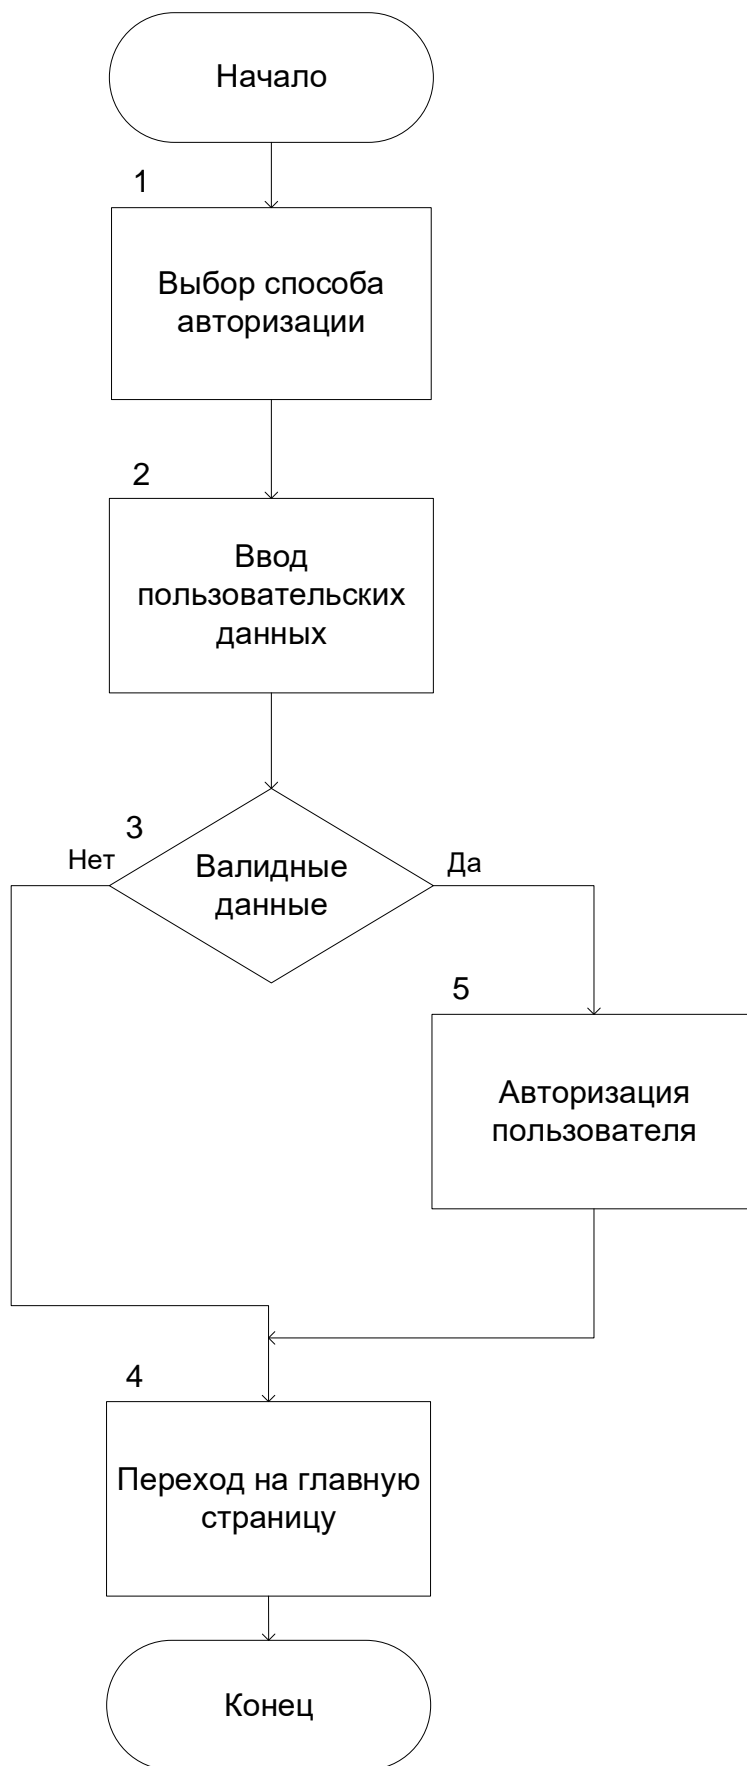 Начало
1
Выбор способа
авторизации
2
Ввод
пользовательских
данных
3
Нет
Валидные
данные
Да
5
Авторизация
пользователя
4
Переход на главную
страницу
Конец